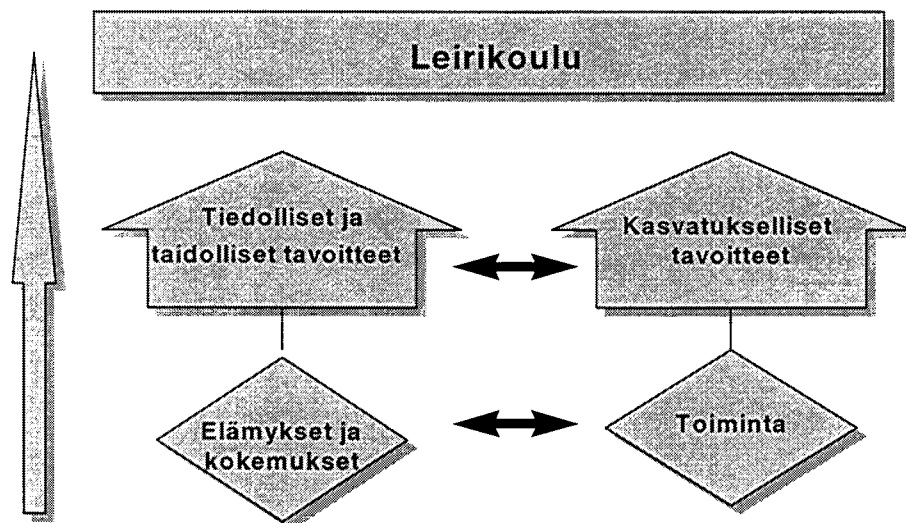 Leirikoulu
Tiedolliset ja
taidolliset tavoitteet
Kasvatukselliset
tavoitteet
Elämykset ja
kokemukset
Toiminta